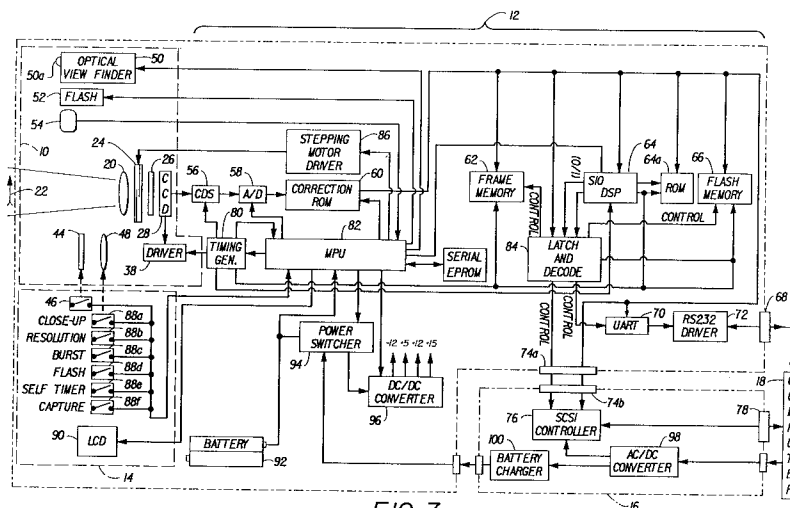 12
50a
OPTICAL
VIEW FINDER
50
52
FLASH
54
10
24
26
86
STEPPING
MOTOR
DRIVER
20
22
C
C
D
56
CDS
58
A/D
60
CORRECTION
ROM
62
FRAME
MEMORY
10/11
64
SIO
DSP
64a
ROM
66
FLASH
MEMORY
CONTROL
CONTROL
44
48
28
38
DRIVER
80
TIMING
GEN.
82
MPU
SERIAL
EPROM
84
LATCH
AND
DECODE
46
CLOSE-UP
88a
RESOLUTION
88b
BURST
88c
FLASH
88d
SELF TIMER
88e
CAPTURE
88f
90
LCD
14
94
POWER
SWITCHER
-12 +5 -12 -15
DC/DC
CONVERTER
96
CONTROL
CONTROL
UART
70
RS232
DRIVER
72
68
74a
74b
18
76
SCSI
CONTROLLER
78
BATTERY
92
100
BATTERY
CHARGER
AC/DC
CONVERTER
98
16
FIG. 3